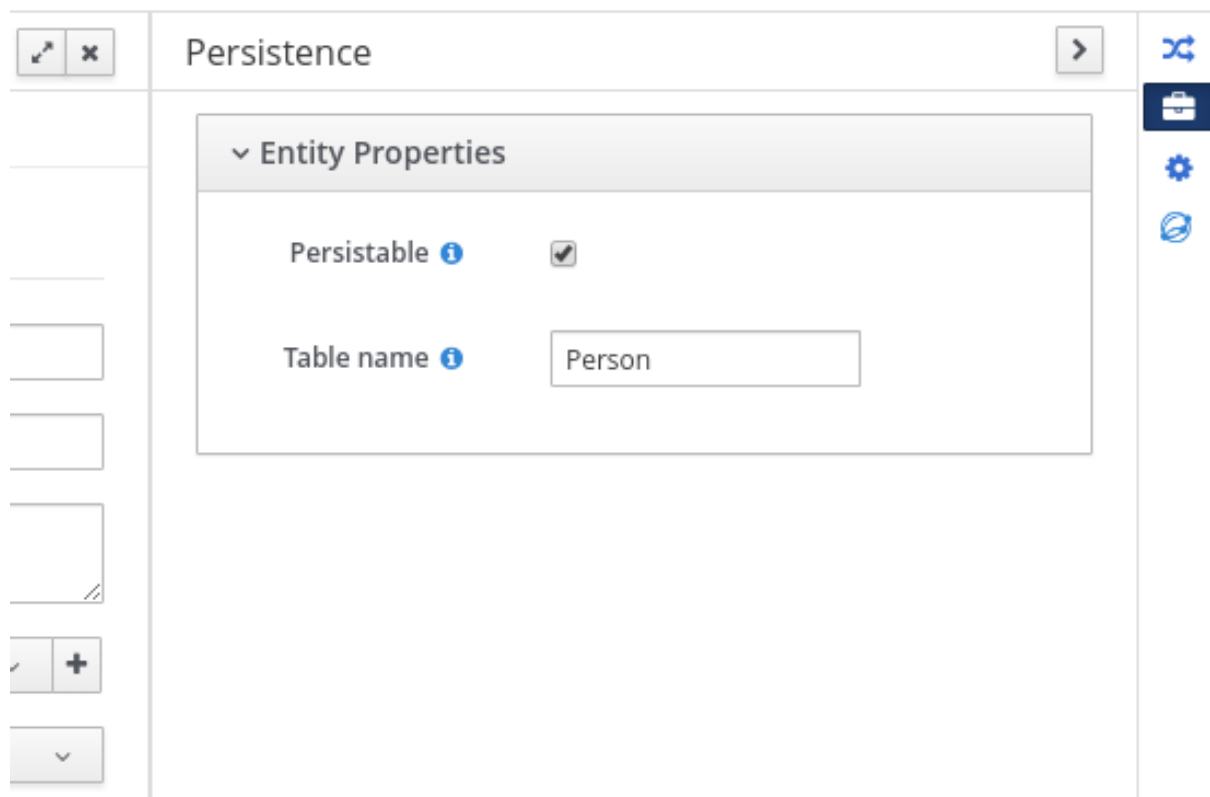 Persistence
Entity Properties
Persistable
Table name
Person